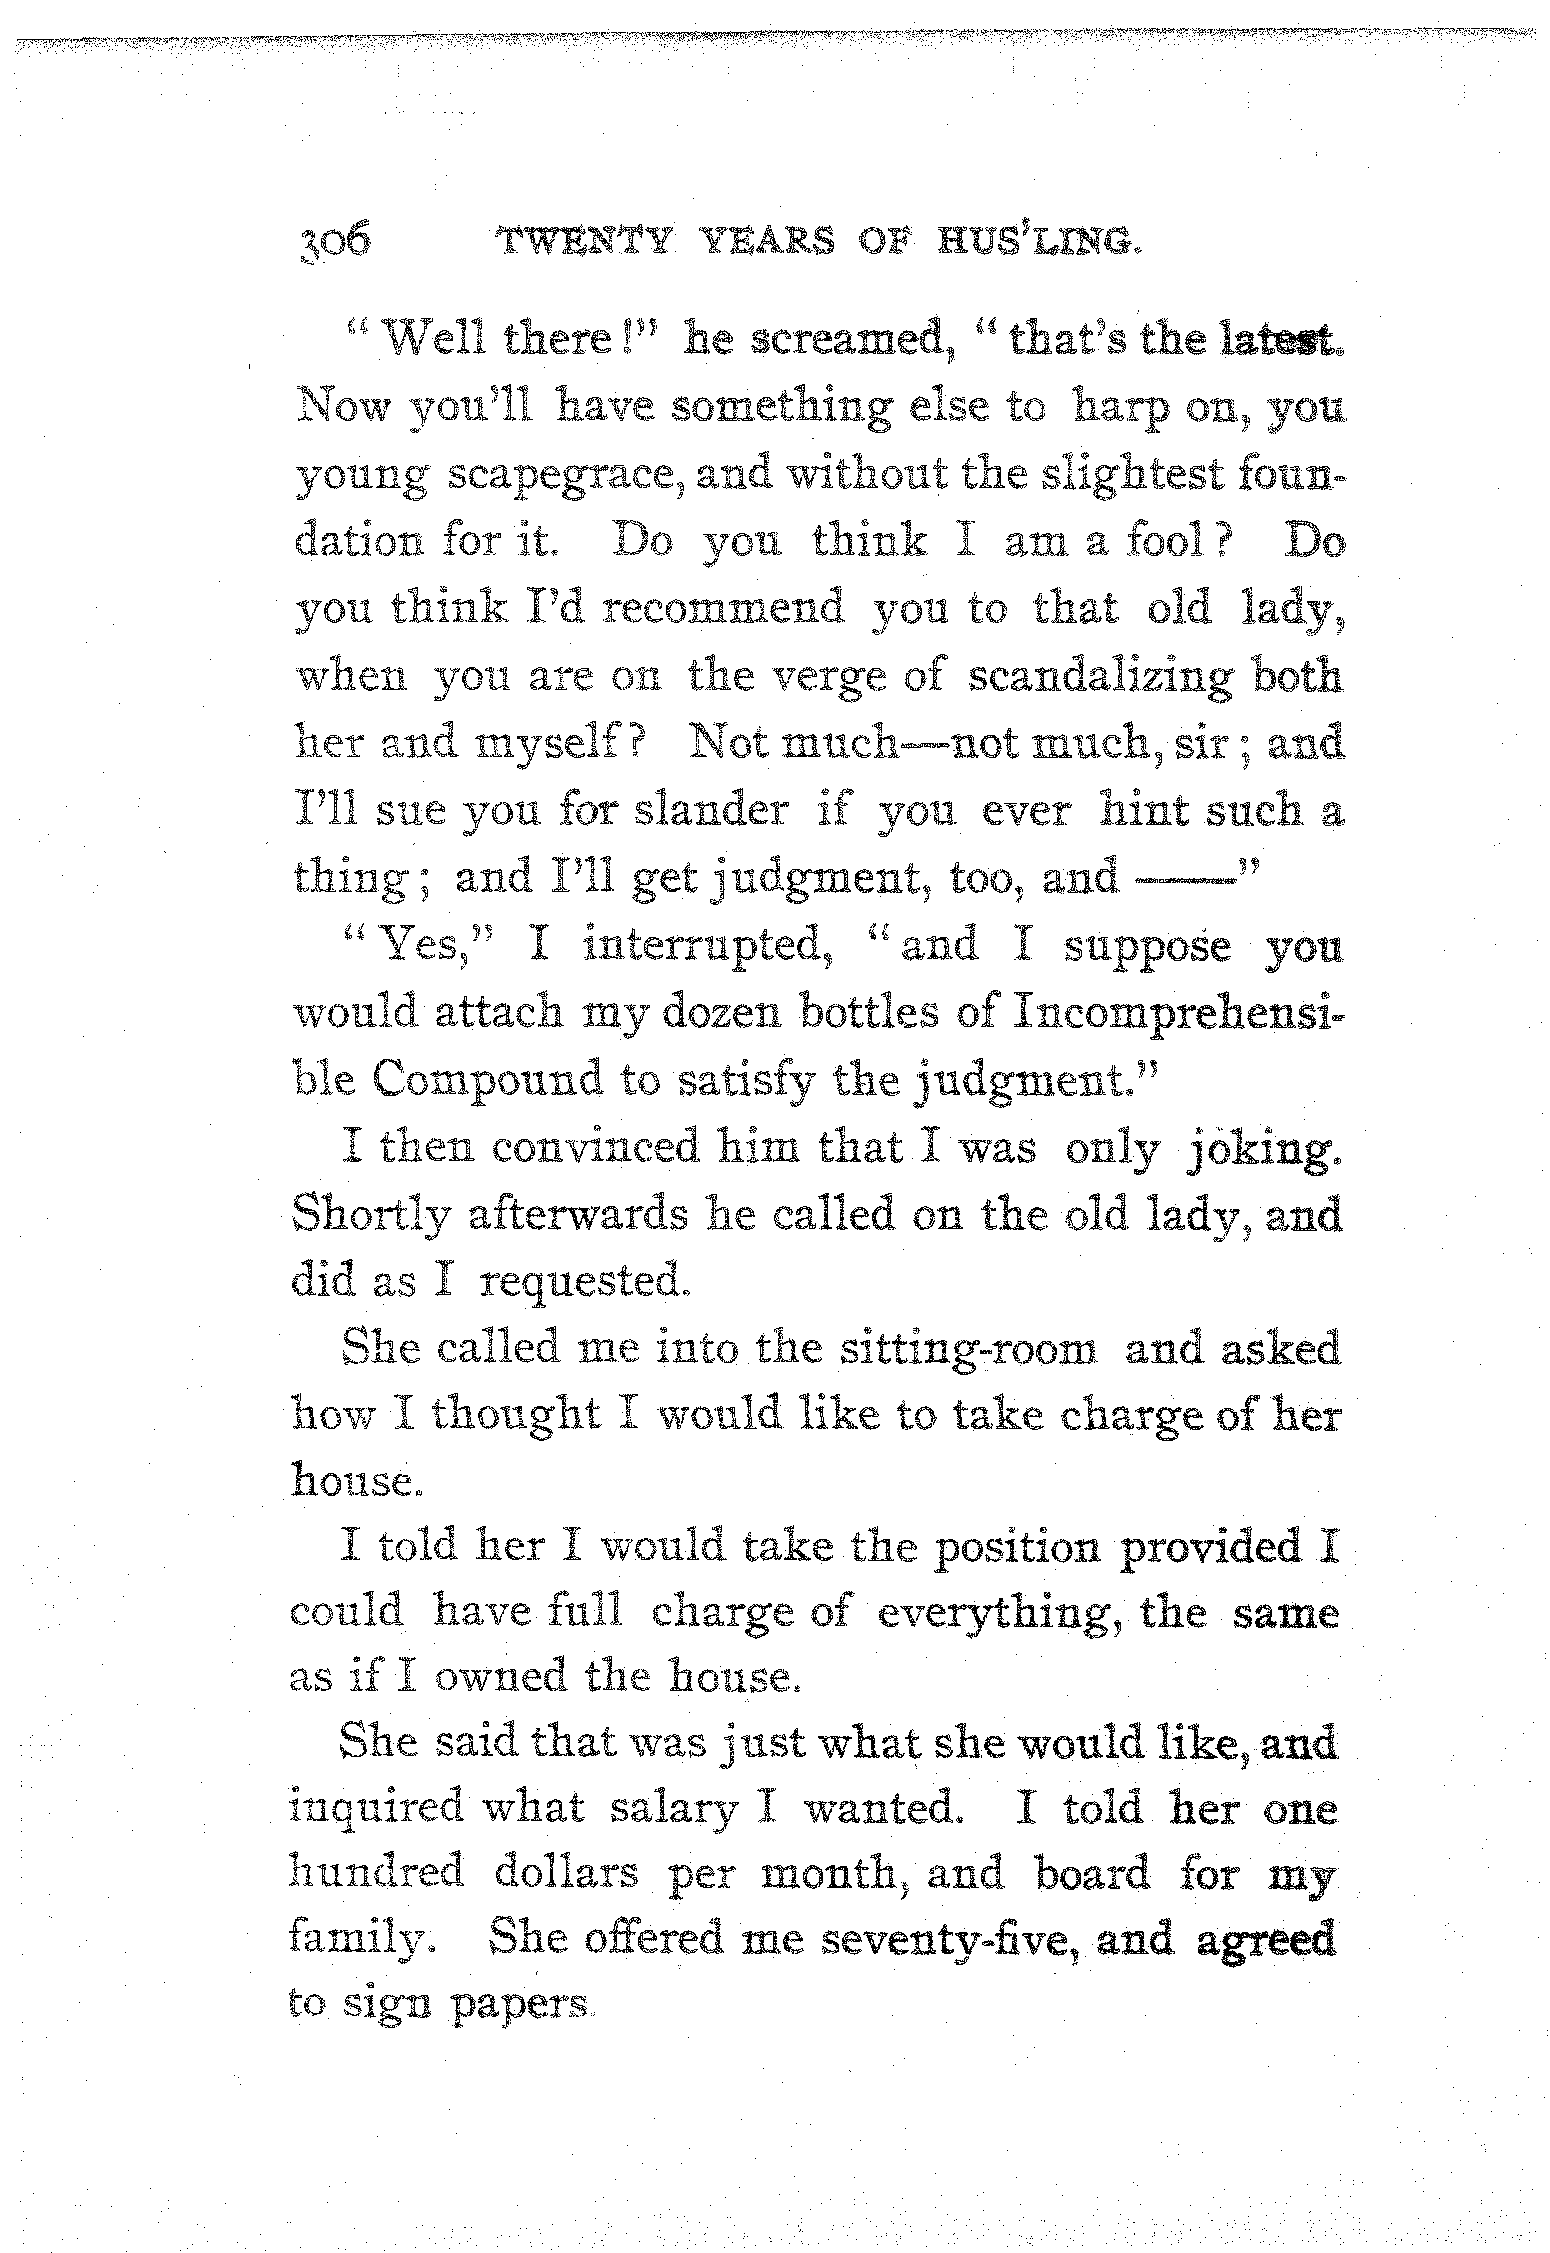 306 TWENTY YEARS OF HUS'LING.
"Well there!" he screamed, "that's the latest.
Now you'll have something else to harp on, you
young scapegrace, and without the slightest foun-
dation for it. Do you think I am a fool? Do
you think I'd recommend you to that old lady,
when you are on the verge of scandalizing both
her and myself? Not much—not much, sir; and
I'll sue you for slander if you ever hint such a
thing; and I'll get judgment, too, and ——"
"Yes," I interrupted, "and I suppose you
would attach my dozen bottles of Incomprehensi-
ble Compound to satisfy the judgment."
I then convinced him that I was only joking.
Shortly afterwards he called on the old lady, and
did as I requested.
She called me into the sitting-room and asked
how I thought I would like to take charge of her
house.
I told her I would take the position provided I
could have full charge of everything, the same
as if I owned the house.
She said that was just what she would like, and
inquired what salary I wanted. I told her one
hundred dollars per month, and board for my
family. She offered me seventy-five, and agreed
to sign papers.